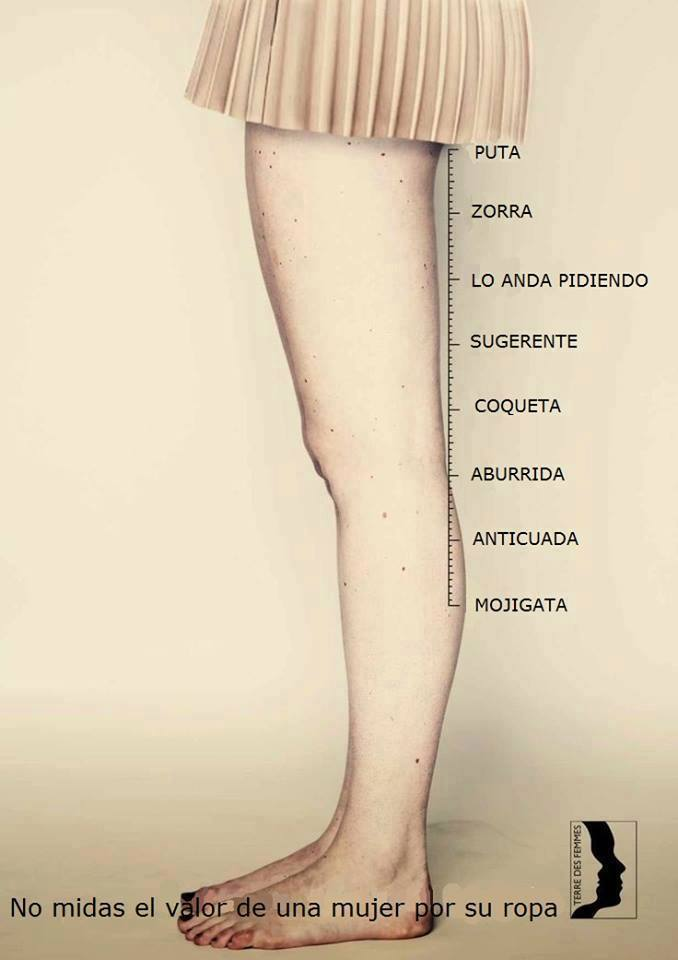 PUTA
ZORRA
LO ANDA PIDIENDO
SUGERENTE
COQUETA
ABURRIDA
ANTICUADA
MOJIGATA
No midas el valor de una mujer por su ropa
TERRE DES FEMMES